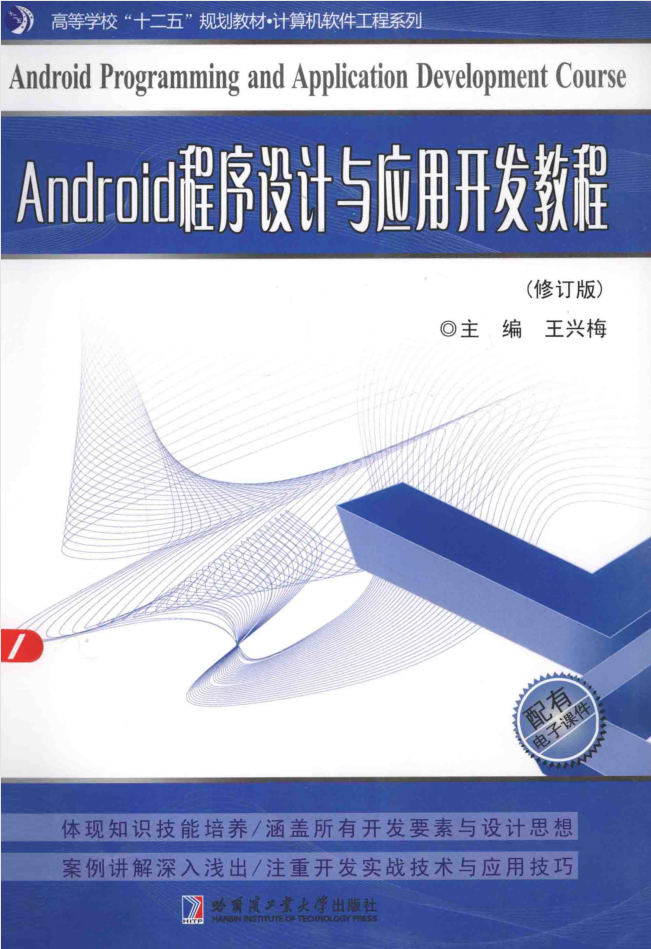 高等学校“十二五”规划教材·计算机软件工程系列
Android Programming and Application Development Course
Android程序设计与应用开发教程
(修订版)
◎主 编 王兴梅
配有
电子课件
体现知识技能培养/涵盖所有开发要素与设计思想
案例讲解深入浅出/注重开发实战技术与应用技巧
HITP
哈尔滨工业大学出版社
HARBIN INSTITUTE OF TECHNOLOGY PRESS